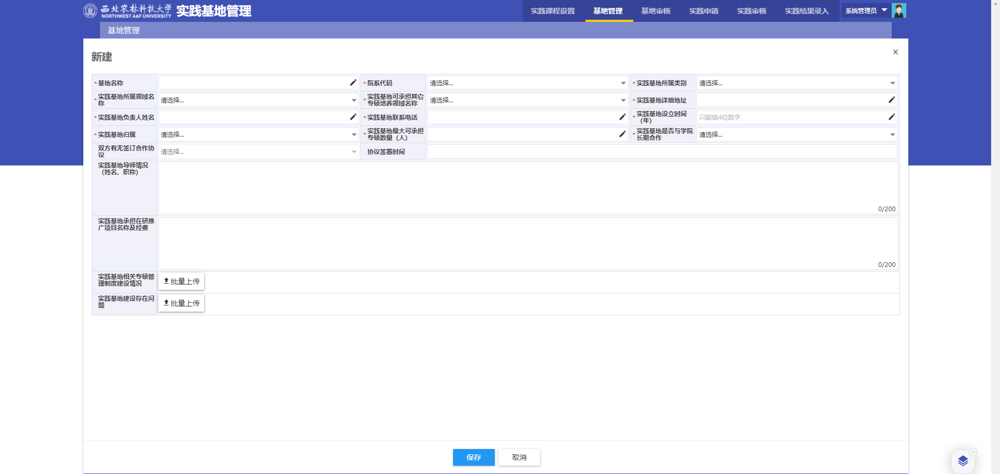 西北农林科技大学
NORTHWEST A&F UNIVERSITY
实践基地管理
实践课程设置
基地管理
基地审核
实践申请
实践审核
实践结果录入
系统管理员
基地管理
新建
*基地名称
*院系代码
请选择...
*实践基地所属类别
请选择...
*实践基地所属领域名
称
请选择...
*实践基地可承担其它
专硕培养领域名称
请选择...
*实践基地详细地址
*实践基地负责人姓名
*实践基地联系电话
*实践基地设立时间
（年）
只能填4位数字
*实践基地归属
请选择...
*实践基地最大可承担
专硕数量（人）
*实践基地是否与学院
长期合作
请选择...
双方有无签订合作协
议
请选择...
协议签署时间
实践基地导师情况
（姓名、职称）
0/200
实践基地承担在研推
广项目名称及经费
0/200
实践基地相关专硕管
理制度建设情况
批量上传
实践基地建设存在问
题
批量上传
保存
取消